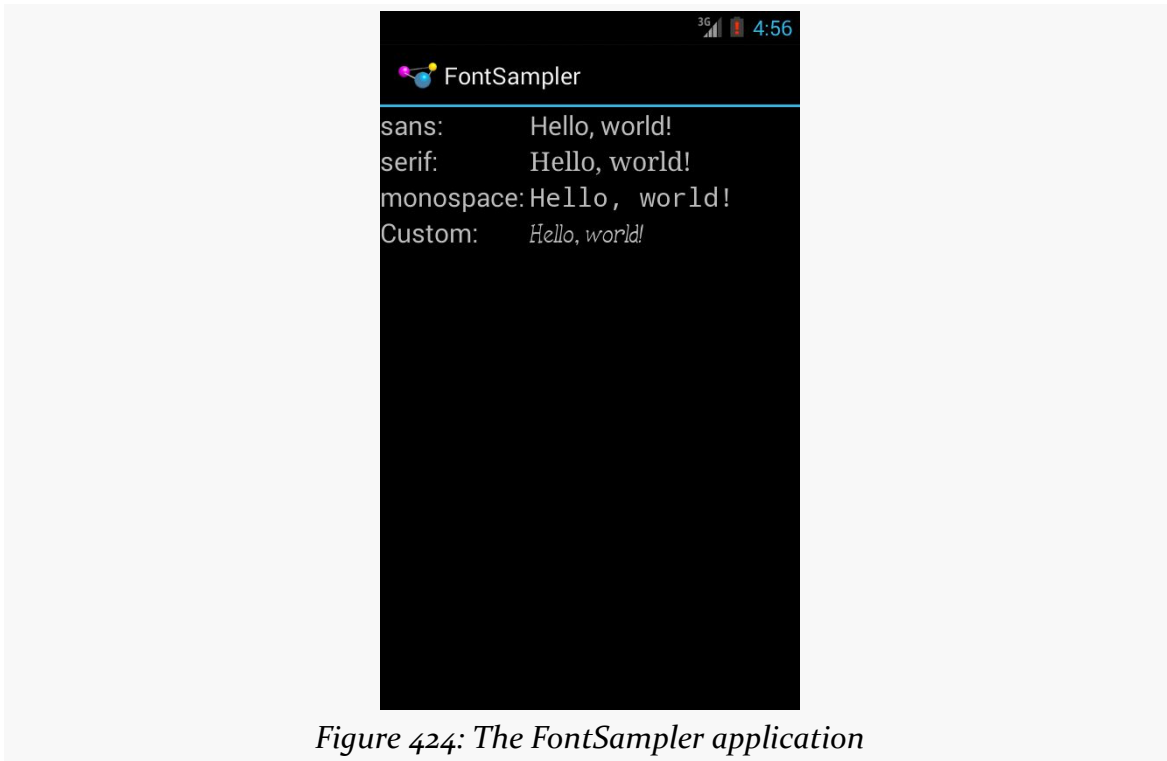 3G 4:56
FontSampler
sans: Hello, world!
serif: Hello, world!
monospace: Hello, world!
Custom: Hello, world!
Figure 424: The FontSampler application